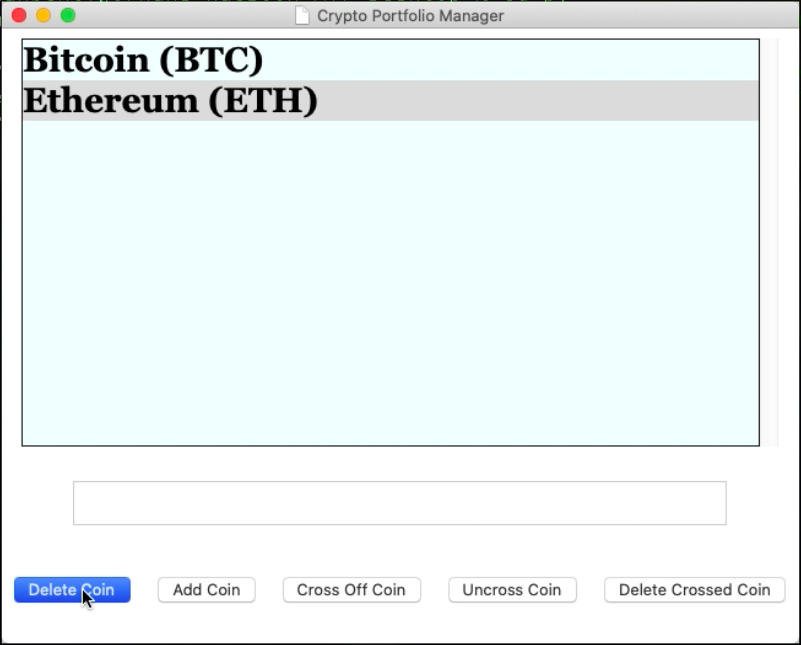 Crypto Portfolio Manager
Bitcoin (BTC)
Ethereum (ETH)
Delete Coin Add Coin Cross Off Coin Uncross Coin Delete Crossed Coin